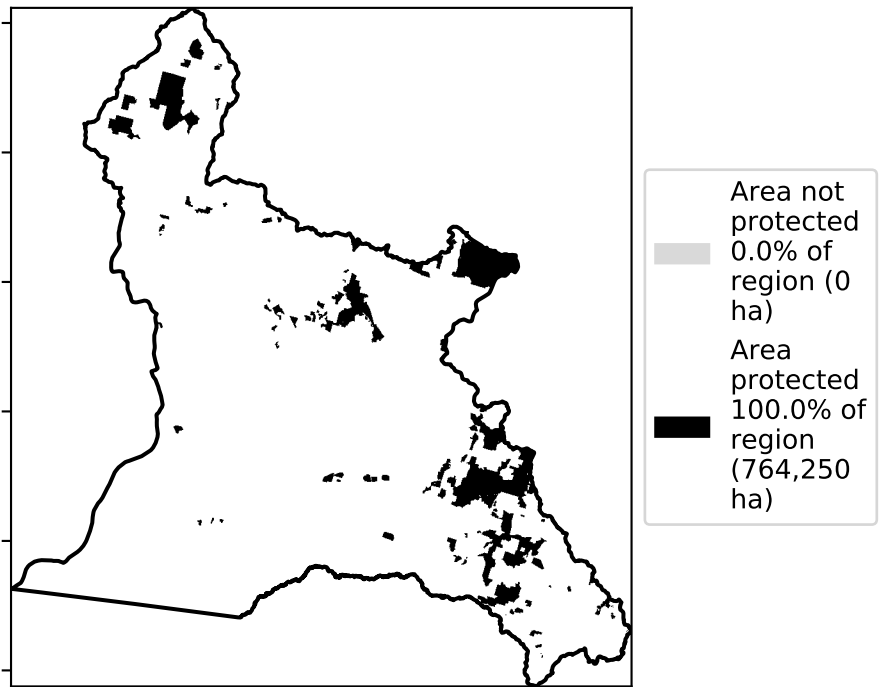 Area not
protected
0.0% of
region (0
ha)
Area
protected
100.0% of
region
(764,250
ha)